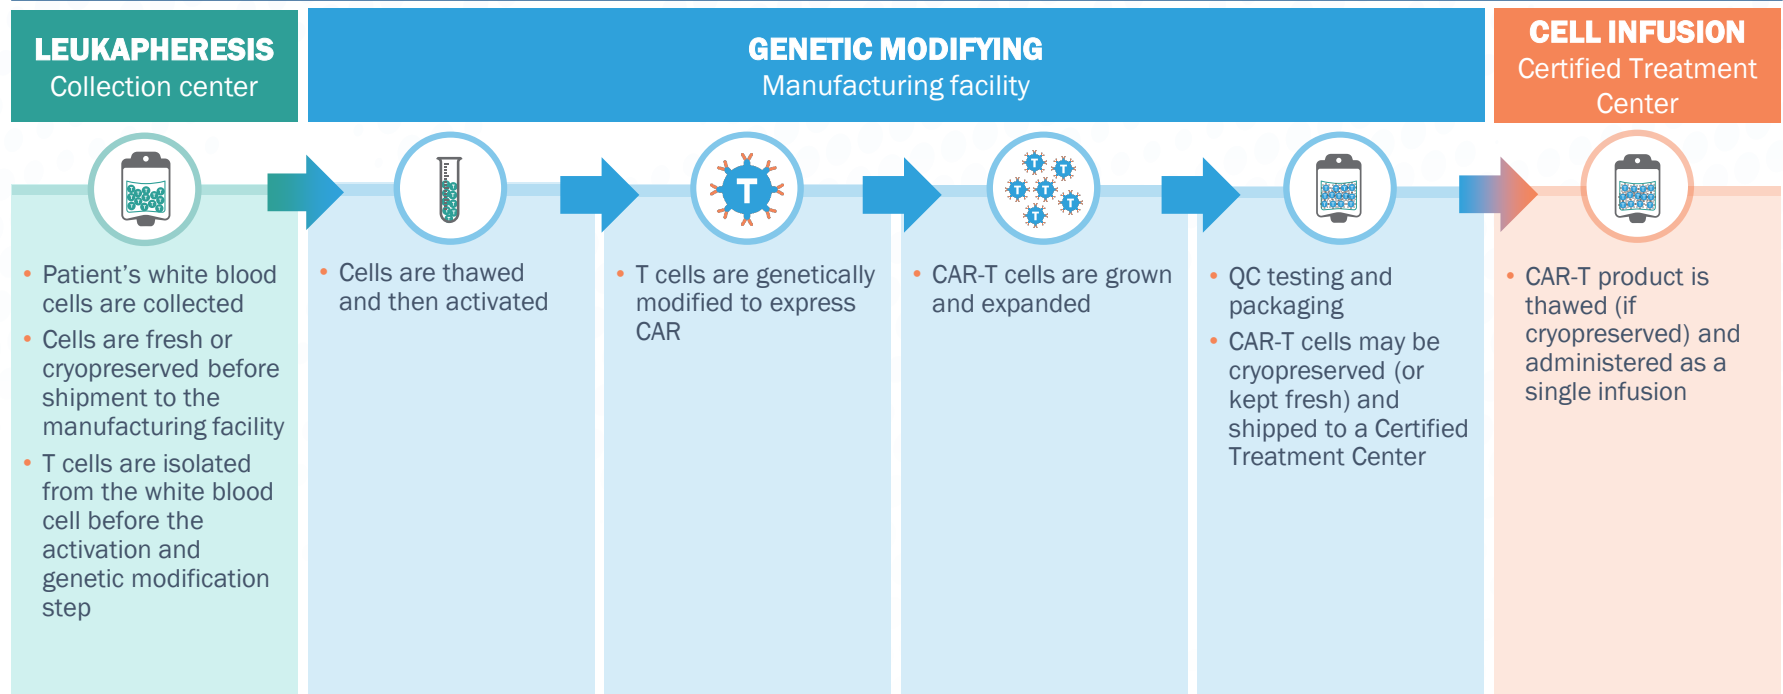 LEUKAPHERESIS
Collection center
GENETIC MODIFYING
Manufacturing facility
CELL INFUSION
Certified Treatment
Center
T
T
T
T
T
T
T
• Patient’s white blood
cells are collected
• Cells are fresh or
cryopreserved before
shipment to the
manufacturing facility
• T cells are isolated
from the white blood
cell before the
activation and
genetic modification
step
• Cells are thawed
and then activated
• T cells are genetically
modified to express
CAR
• CAR-T cells are grown
and expanded
• QC testing and
packaging
• CAR-T cells may be
cryopreserved (or
kept fresh) and
shipped to a Certified
Treatment Center
• CAR-T product is
thawed (if
cryopreserved) and
administered as a
single infusion